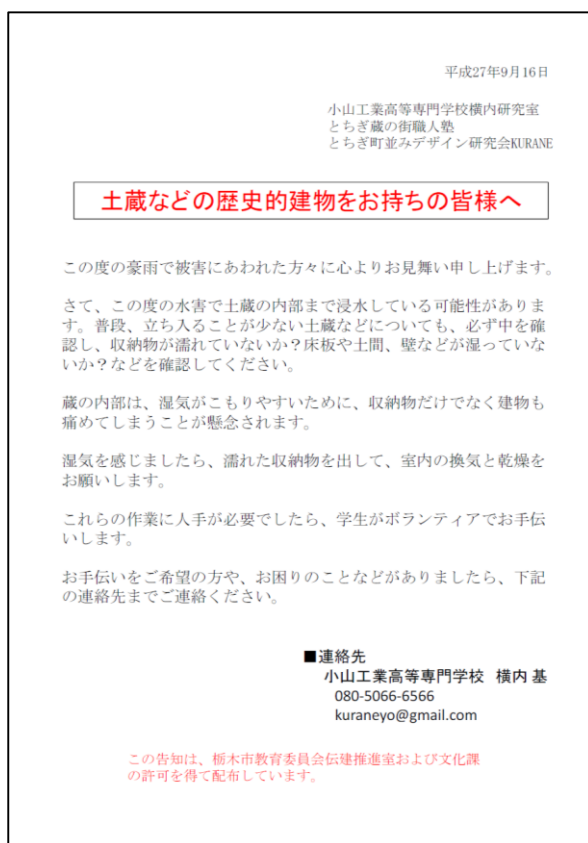 平成27年9月16日
小山工業高等専門学校横内研究室
とちぎ蔵の街職人塾
とちぎ町並みデザイン研究会KURANE
土蔵などの歴史的建物をお持ちの皆様へ
この度の豪雨で被害にあわれた方々に心よりお見舞い申し上げます。
さて、この度の水害で土蔵の内部まで浸水している可能性がありま
す。普段、立ち入ることが少ない土蔵などについても、必ず中を確
認し、収納物が濡れていないか？床板や土間、壁などが湿っていな
いか？などを確認してください。
蔵の内部は、湿気がこもりやすいために、収納物だけでなく建物も
痛めてしまうことが懸念されます。
湿気を感じましたら、濡れた収納物を出して、室内の換気と乾燥を
お願いします。
これらの作業に人手が必要でしたら、学生がボランティアでお手伝
いします。
お手伝いをご希望の方や、お困りのことなどがありましたら、下記
の連絡先までご連絡ください。
■連絡先
小山工業高等専門学校 横内 基
080-5066-6566
kuraneyo@gmail.com
この告知は、栃木市教育委員会伝建推進室および文化課
の許可を得て配布しています。